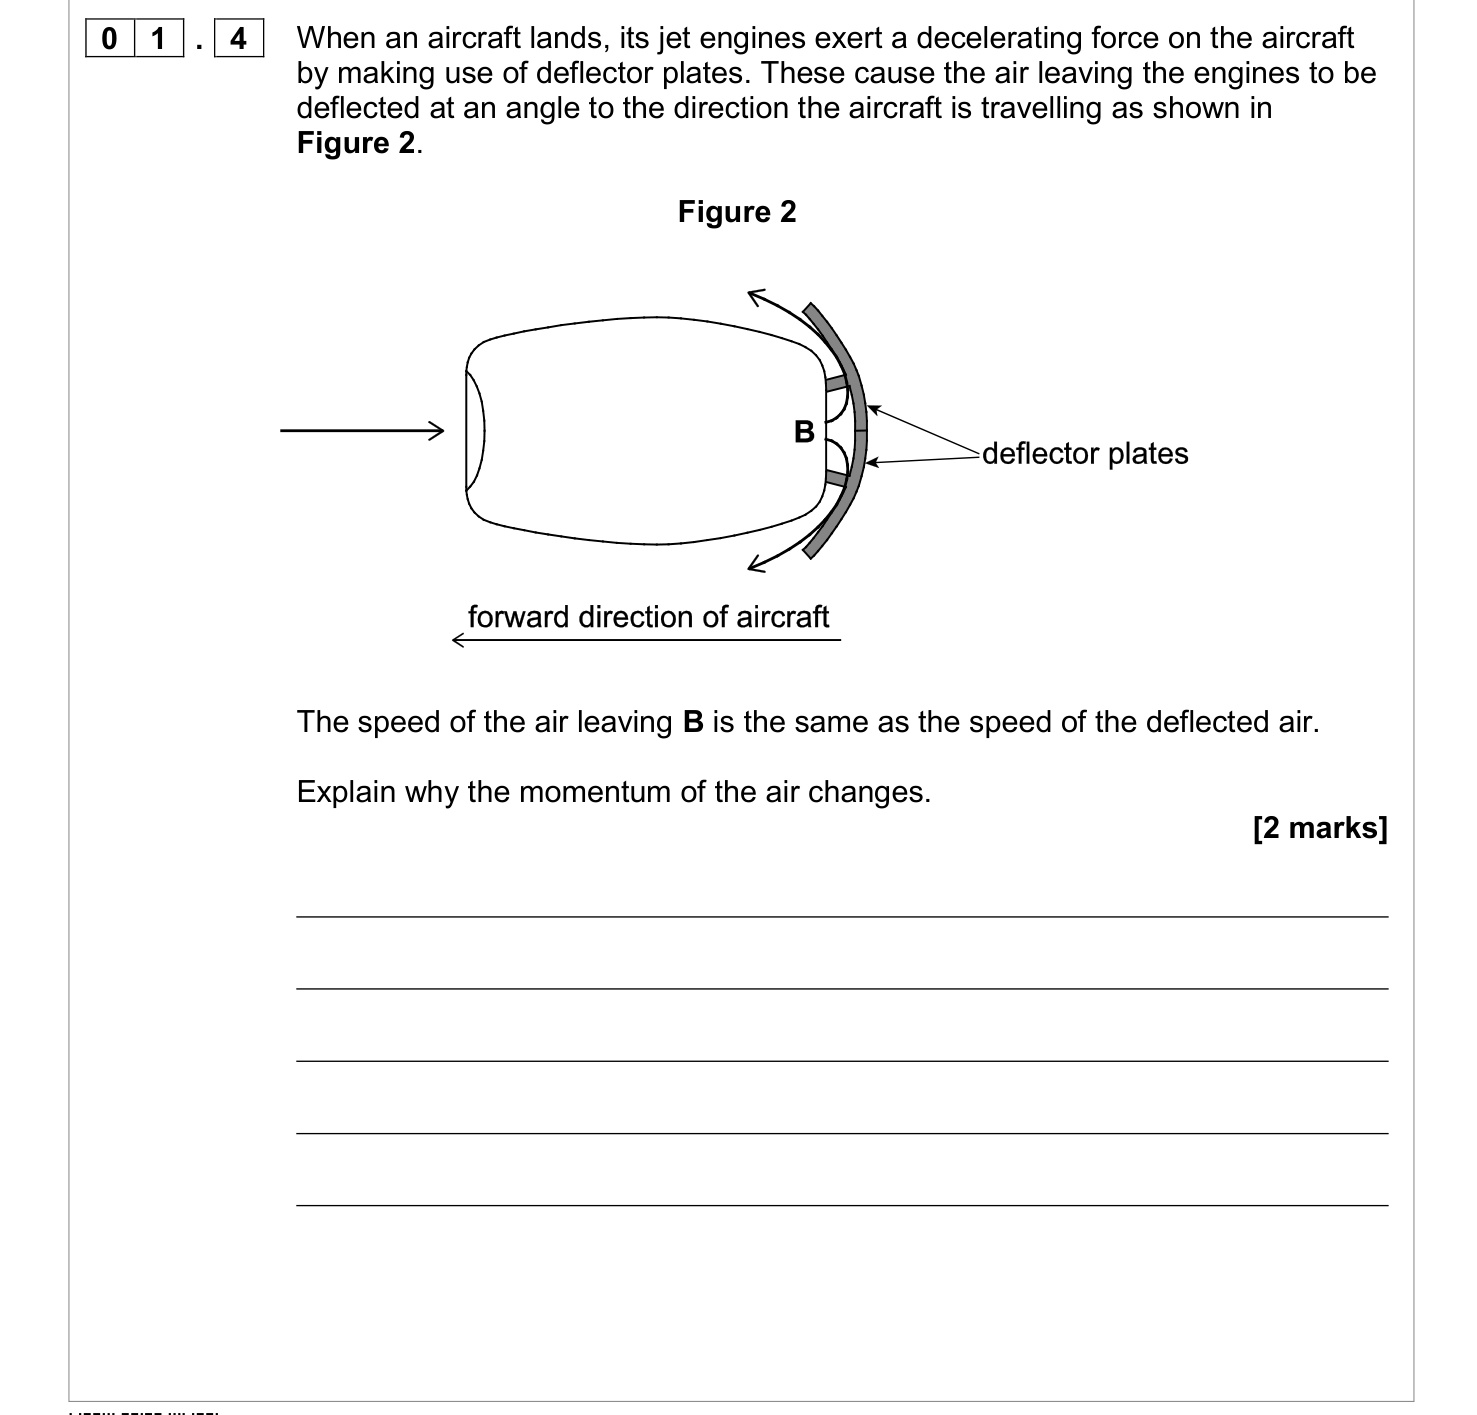 01.4 When an aircraft lands, its jet engines exert a decelerating force on the aircraft
by making use of deflector plates. These cause the air leaving the engines to be
deflected at an angle to the direction the aircraft is travelling as shown in
Figure 2.
Figure 2
B
deflector plates
forward direction of aircraft
The speed of the air leaving B is the same as the speed of the deflected air.
Explain why the momentum of the air changes.
[2 marks]